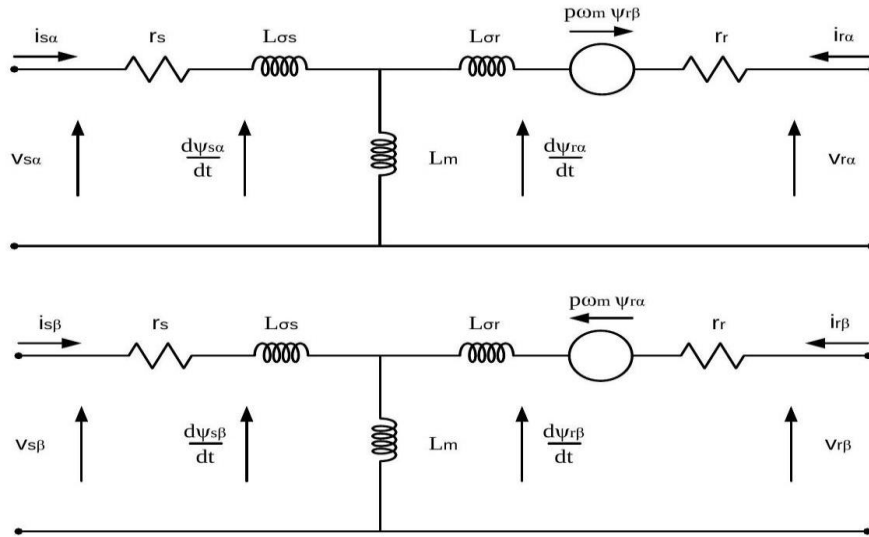 pωm ψrβ
isα rs Lσs Lσr rr irα
vsα dψsα/dt Lm dψrα/dt vrα
pωm ψrα
isβ rs Lσs Lσr rr irβ
vsβ dψsβ/dt Lm dψrβ/dt vrβ